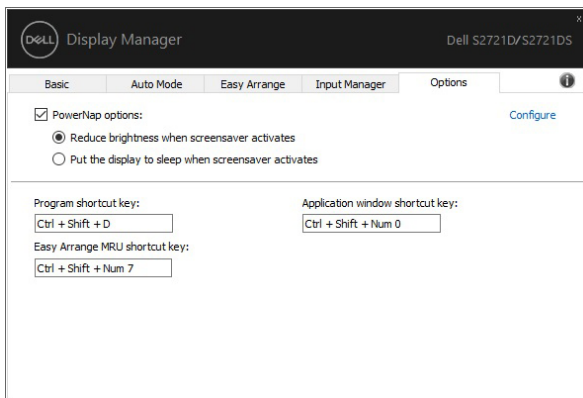 x
DELL Display Manager Dell S2721D/S2721DS
Basic Auto Mode Easy Arrange Input Manager Options i
PowerNap options: Configure
Reduce brightness when screensaver activates
Put the display to sleep when screensaver activates
Program shortcut key: Application window shortcut key:
Ctrl + Shift + D Ctrl + Shift + Num 0
Easy Arrange MRU shortcut key:
Ctrl + Shift + Num 7